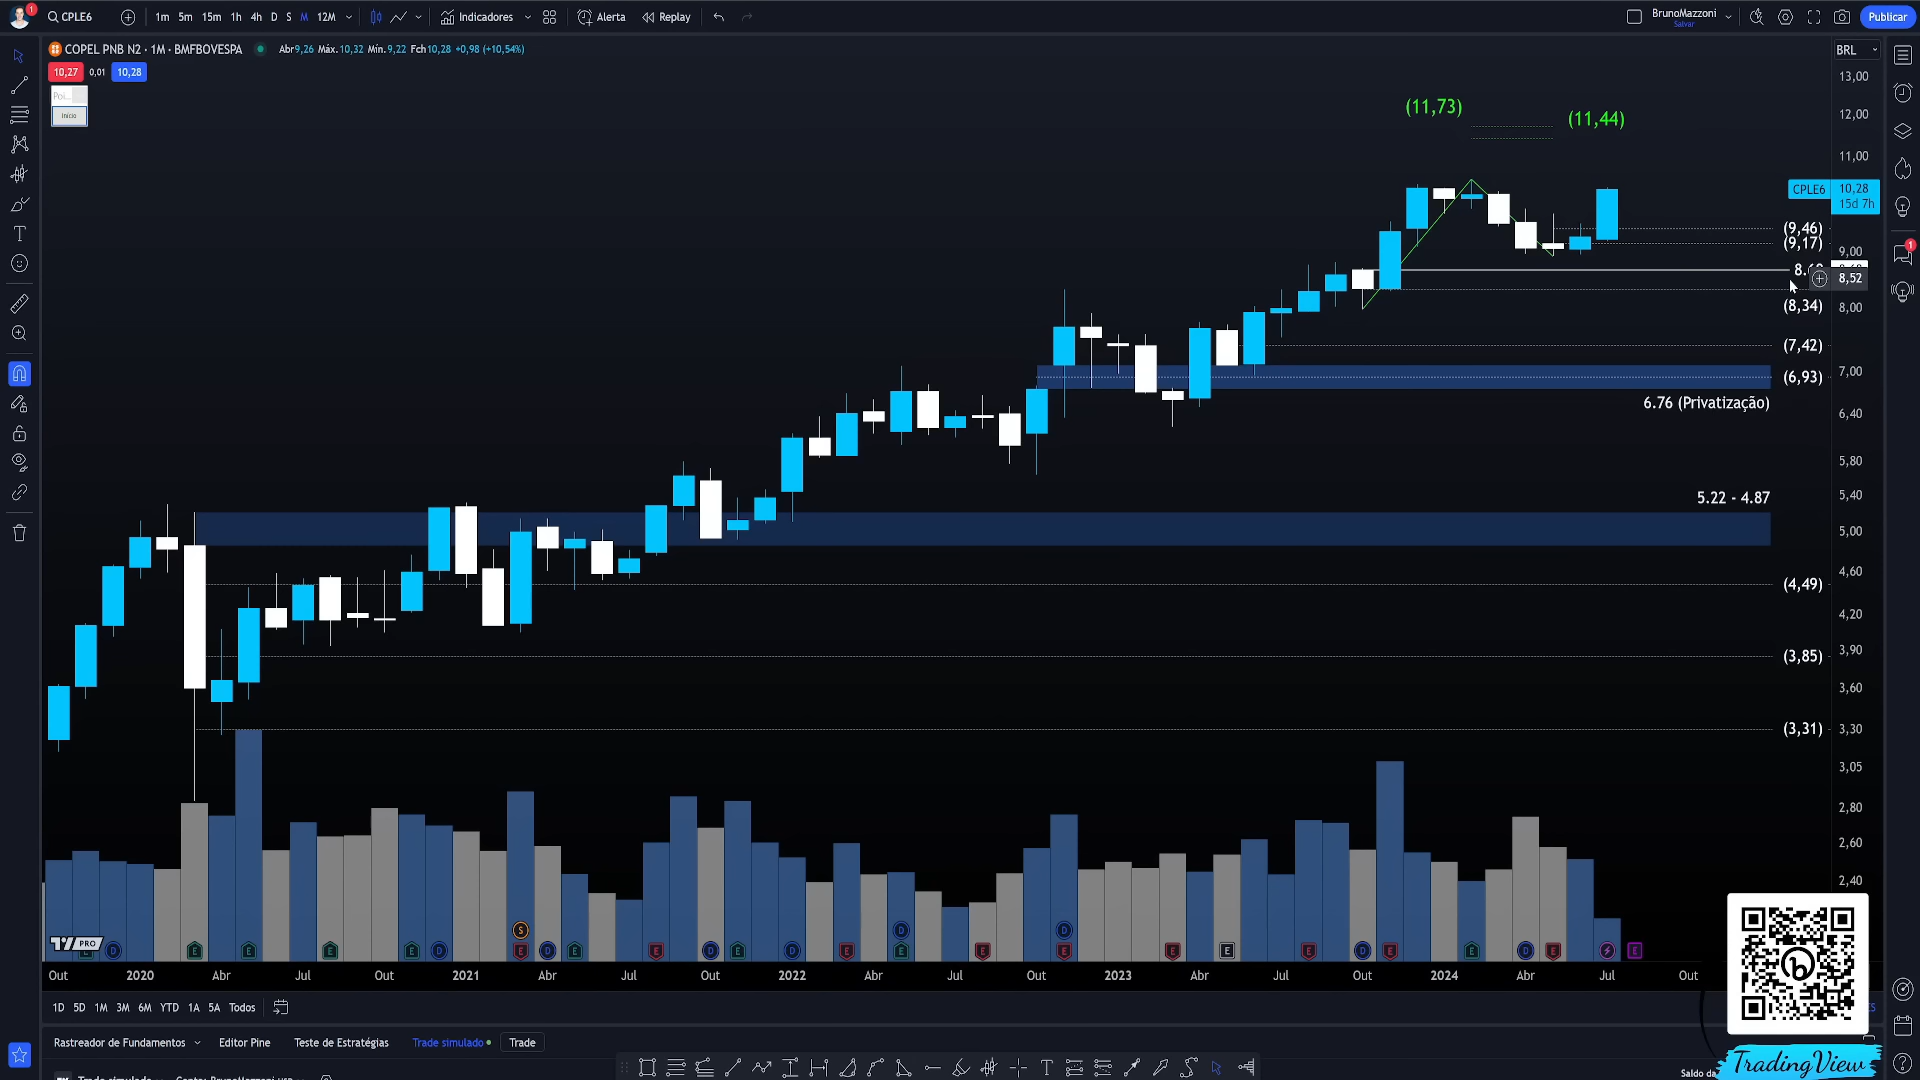 1
CPLE6
1m 5m 15m 1h 4h D S M 12M
Indicadores
Alerta
Replay
BrunoMazzoni
Salvar
Publicar
COPEL PNB N2 · 1M · BMFBOVESPA
Abr9,26 Máx.10,32 Mín.9,22 Fch10,28 +0,98 (+10,54%)
BRL
10,27 0,01 10,28
Início
13,00
12,00
11,00
(11,73)
(11,44)
CPLE6 10,28
15d 7h
(9,46)
(9,17)
9,00
8,52
(8,34)
8,00
(7,42)
7,00
(6,93)
6.76 (Privatização)
6,40
5,80
5.22 - 4.87
5,40
5,00
4,60
(4,49)
4,20
3,90
(3,85)
3,60
(3,31)
3,30
3,05
2,80
2,60
2,40
1
PRO
Out 2020 Abr Jul Out 2021 Abr Jul Out 2022 Abr Jul Out 2023 Abr Jul Out 2024 Abr Jul Out
1D 5D 1M 3M 6M YTD 1A 5A Todos
Rastreador de Fundamentos Editor Pine Teste de Estratégias Trade simulado Trade
TradingView
Saldo da